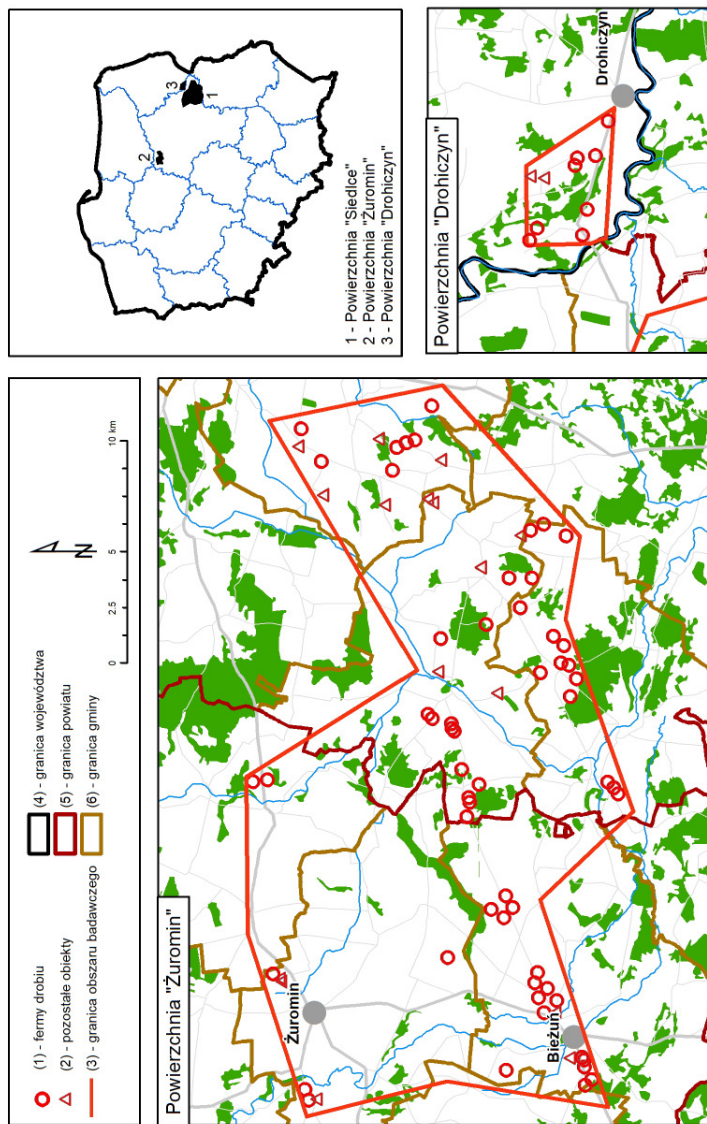 (1) - fermy drobiu
(2) - pozostałe obiekty
(3) - granica obszaru badawczego
(4) - granica województwa
(5) - granica powiatu
(6) - granica gminy
0 2.5 5 10 km
N
1
2
3
1 - Powierzchnia "Siedlce"
2 - Powierzchnia "Żuromin"
3 - Powierzchnia "Drohiczyn"
Powierzchnia "Żuromin"
Żuromin
Bieżuń
Powierzchnia "Drohiczyn"
Drohiczyn